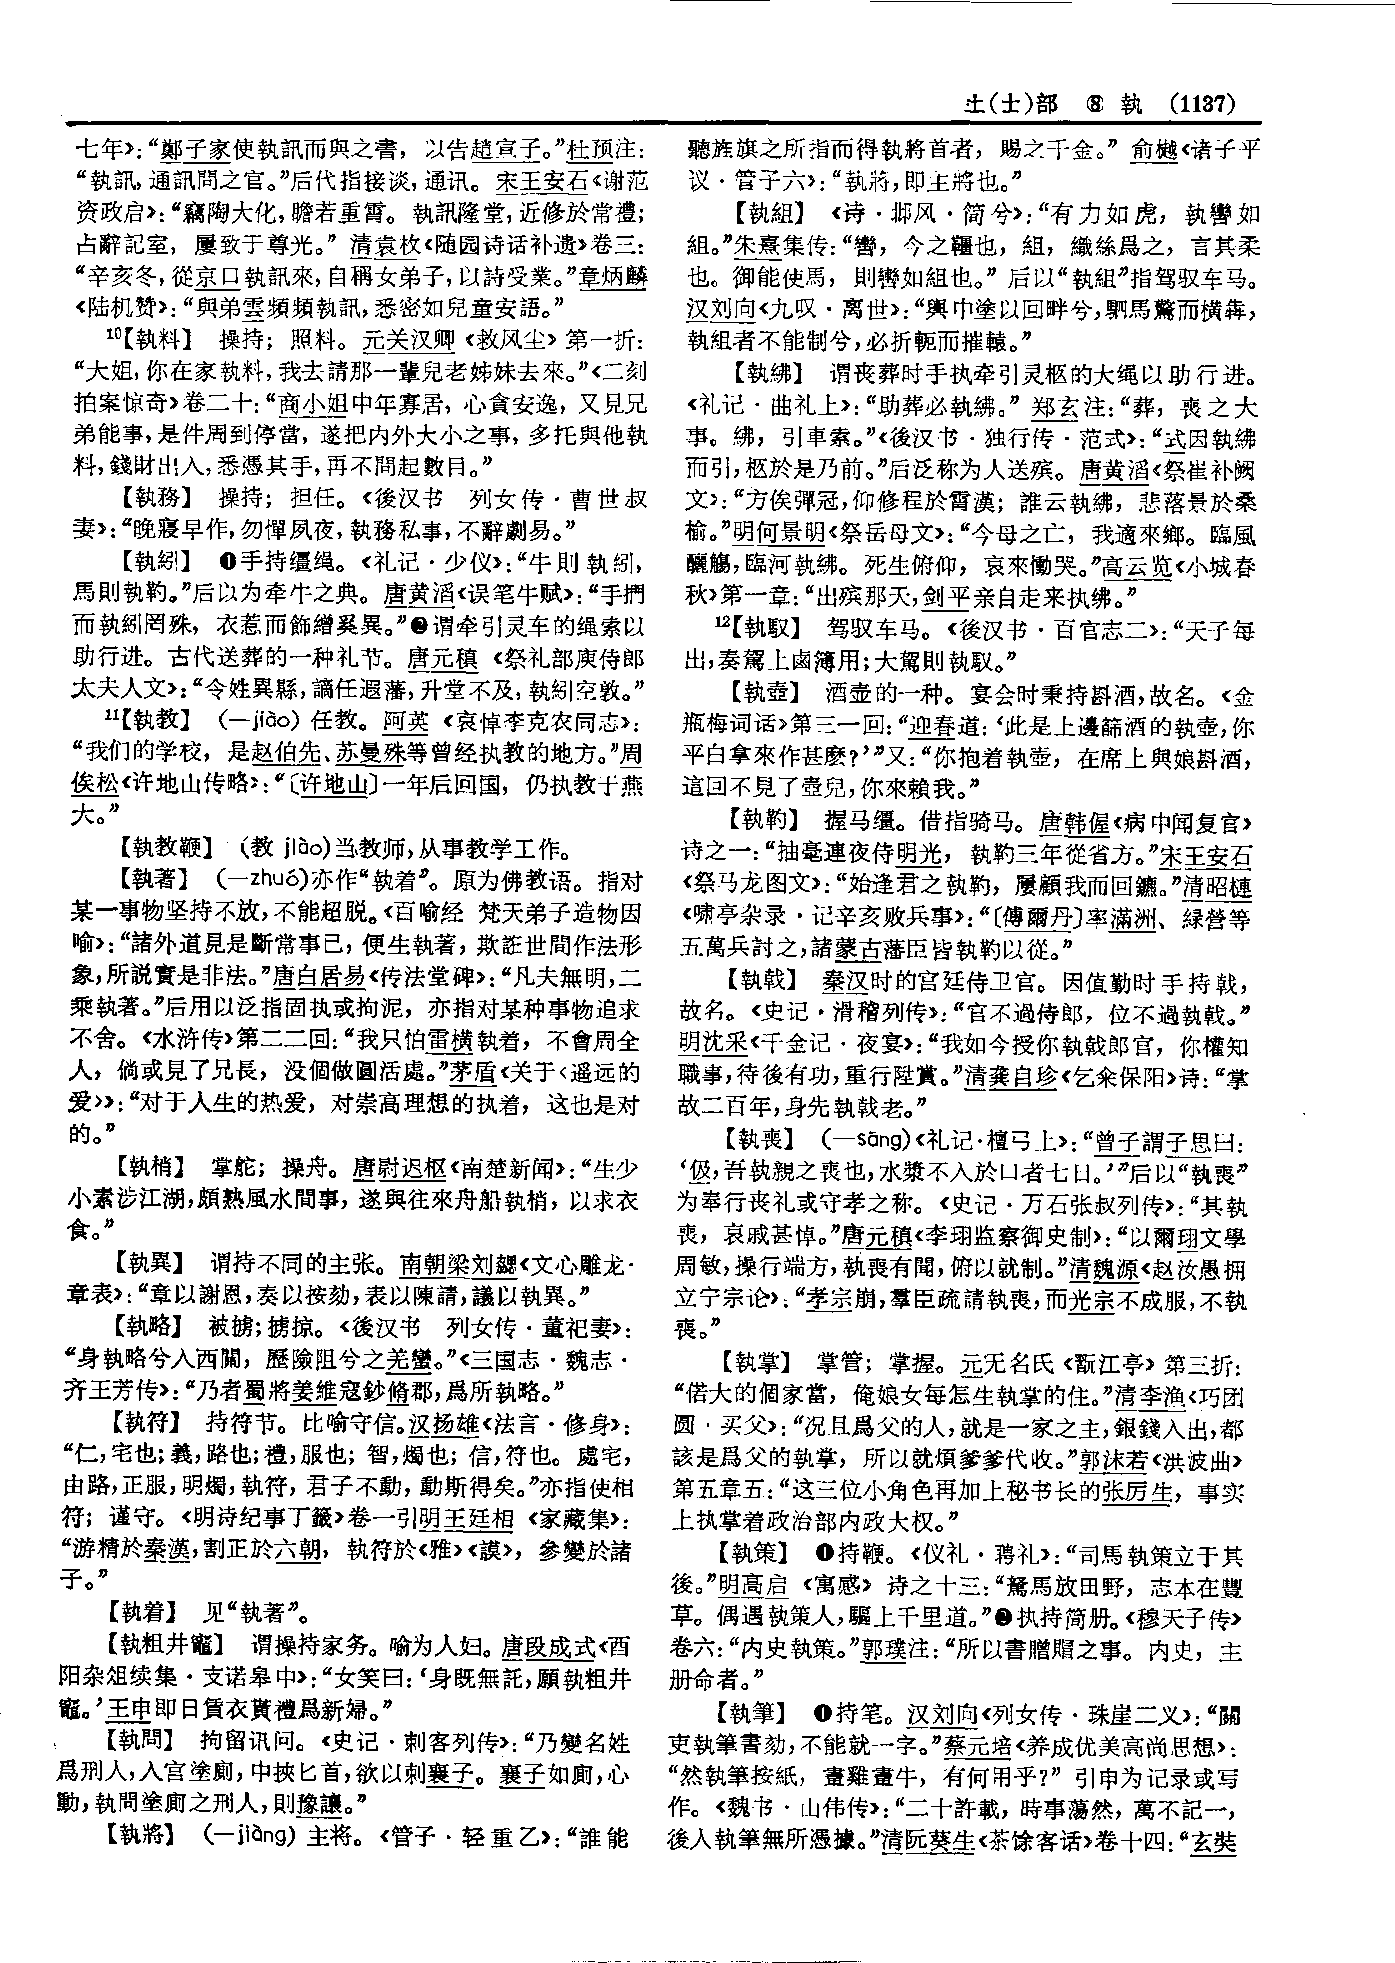 土(士)部 ⑧ 執 (1137)
七年》：“鄭子家使執訊而與之書，以告趙宣子。”杜预注：
“執訊，通訊問之官。”后代指接谈，通讯。宋王安石《谢范
资政启》：“竊陶大化，瞻若重霄。執訊隆堂，近修於常禮；
占辭記室，屢致于尊光。”清袁枚《随园诗话补遗》卷三：
“辛亥冬，從京口執訊來，自稱女弟子，以詩受業。”章炳麟
《陆机赞》：“與弟雲頻頻執訊，悉密如兒童安語。”
10【執料】 操持；照料。元关汉卿《救风尘》第一折：
“大姐，你在家執料，我去請那一輩兒老姊妹去來。”《二刻
拍案惊奇》卷二十：“商小姐中年寡居，心貪安逸，又見兄
弟能事，是件周到停當，遂把内外大小之事，多托與他執
料，錢財出入，悉憑其手，再不問起數目。”
【執務】 操持；担任。《後汉书 列女传·曹世叔
妻》：“晚寢早作，勿憚夙夜，執務私事，不辭劇易。”
【執紖】 ❶手持缰绳。《礼记·少仪》：“牛則執紖，
馬則執靮。”后以为牵牛之典。唐黄滔《误笔牛赋》：“手捫
而執紖罔殊，衣惹而飾繒奚異。”❷谓牵引灵车的绳索以
助行进。古代送葬的一种礼节。唐元稹《祭礼部庾侍郎
太夫人文》：“令姓異縣，謫任遐藩，升堂不及，執紖空教。”
11【執教】 （—jiào）任教。阿英《哀悼李克农同志》：
“我们的学校，是赵伯先、苏曼殊等曾经执教的地方。”周
俟松《许地山传略》：“〔许地山〕一年后回国，仍执教于燕
大。”
【執教鞭】 （教 jiào）当教师，从事教学工作。
【執著】 （—zhuó）亦作“執着”。原为佛教语。指对
某一事物坚持不放，不能超脱。《百喻经 梵天弟子造物因
喻》：“諸外道見是斷常事已，便生執著，欺誑世間作法形
象，所説實是非法。”唐白居易《传法堂碑》：“凡夫無明，二
乘執著。”后用以泛指固执或拘泥，亦指对某种事物追求
不舍。《水浒传》第二二回：“我只怕雷横執着，不會周全
人，倘或見了兄長，没個做圓活處。”茅盾《关于〈遥远的
爱〉》：“对于人生的热爱，对崇高理想的执着，这也是对
的。”
【執梢】 掌舵；操舟。唐尉迟枢《南楚新闻》：“生少
小素涉江湖，頗熟風水間事，遂與往來舟船執梢，以求衣
食。”
【執異】 谓持不同的主张。南朝梁刘勰《文心雕龙·
章表》：“章以謝恩，奏以按劾，表以陳請，議以執異。”
【執略】 被掳；掳掠。《後汉书 列女传·董祀妻》：
“身執略兮入西關，歷險阻兮之羌蠻。”《三国志·魏志·
齐王芳传》：“乃者蜀將姜維寇鈔脩郡，爲所執略。”
【執符】 持符节。比喻守信。汉扬雄《法言·修身》：
“仁，宅也；義，路也；禮，服也；智，燭也；信，符也。處宅，
由路，正服，明燭，執符，君子不動，動斯得矣。”亦指使相
符；谨守。《明诗纪事丁籤》卷一引明王廷相《家藏集》：
“游精於秦漢，割正於六朝，執符於《雅》《謨》，參變於諸
子。”
【執着】 见“執著”。
【執粗井竈】 谓操持家务。喻为人妇。唐段成式《酉
阳杂俎续集·支诺皋中》：“女笑曰：‘身既無託，願執粗井
竈。’王申即日賃衣貰禮爲新婦。”
【執問】 拘留讯问。《史记·刺客列传》：“乃變名姓
爲刑人，入宫塗廁，中挾匕首，欲以刺襄子。襄子如廁，心
動，執問塗廁之刑人，則豫讓。”
【執將】 （—jiàng）主将。《管子·轻重乙》：“誰能
聽旌旗之所指而得執將首者，賜之千金。”俞樾《诸子平
议·管子六》：“執將，即主將也。”
【執組】 《诗·邶风·简兮》：“有力如虎，執轡如
組。”朱熹集传：“轡，今之韁也，組，織絲爲之，言其柔
也。御能使馬，則轡如組也。”后以“執組”指驾驭车马。
汉刘向《九叹·离世》：“輿中塗以回畔兮，駟馬驚而横犇，
執組者不能制兮，必折軛而摧轅。”
【執紼】 谓丧葬时手执牵引灵柩的大绳以助行进。
《礼记·曲礼上》：“助葬必執紼。”郑玄注：“葬，喪之大
事。紼，引車索。”《後汉书·独行传·范式》：“式因執紼
而引，柩於是乃前。”后泛称为人送殡。唐黄滔《祭崔补阙
文》：“方俟彈冠，仰修程於霄漢；誰云執紼，悲落景於桑
榆。”明何景明《祭岳母文》：“今母之亡，我適來鄉。臨風
釃觴，臨河執紼。死生俯仰，哀來慟哭。”高云览《小城春
秋》第一章：“出殡那天，剑平亲自走来执绋。”
12【執馭】 驾驭车马。《後汉书·百官志二》：“天子每
出，奏駕上鹵簿用；大駕則執馭。”
【執壺】 酒壶的一种。宴会时秉持斟酒，故名。《金
瓶梅词话》第三一回：“迎春道：‘此是上邊篩酒的執壺，你
平白拿來作甚麽？’”又：“你抱着執壺，在席上與娘斟酒，
這回不見了壺兒，你來賴我。”
【執靮】 握马缰。借指骑马。唐韩偓《病中闻复官》
诗之一：“抽毫連夜侍明光，執靮三年從省方。”宋王安石
《祭马龙图文》：“始逢君之執靮，屢顧我而回鑣。”清昭梿
《啸亭杂录·记辛亥败兵事》：“〔傅爾丹〕率滿洲、緑營等
五萬兵討之，諸蒙古藩臣皆執靮以從。”
【執戟】 秦汉时的宫廷侍卫官。因值勤时手持戟，
故名。《史记·滑稽列传》：“官不過侍郎，位不過執戟。”
明沈采《千金记·夜宴》：“我如今授你執戟郎官，你權知
職事，待後有功，重行陞賞。”清龚自珍《乞籴保阳》诗：“掌
故二百年，身先執戟老。”
【執喪】 （—sāng）《礼记·檀弓上》：“曾子謂子思曰：
‘伋，吾執親之喪也，水漿不入於口者七日。’”后以“執喪”
为奉行丧礼或守孝之称。《史记·万石张叔列传》：“其執
喪，哀戚甚悼。”唐元稹《李珝监察御史制》：“以爾珝文學
周敏，操行端方，執喪有聞，俯以就制。”清魏源《赵汝愚拥
立宁宗论》：“孝宗崩，羣臣疏請執喪，而光宗不成服，不執
喪。”
【執掌】 掌管；掌握。元无名氏《翫江亭》第三折：
“偌大的個家當，俺娘女每怎生執掌的住。”清李渔《巧团
圆·买父》：“况且爲父的人，就是一家之主，銀錢入出，都
該是爲父的執掌，所以就煩爹爹代收。”郭沫若《洪波曲》
第五章五：“这三位小角色再加上秘书长的张厉生，事实
上执掌着政治部内政大权。”
【執策】 ❶持鞭。《仪礼·聘礼》：“司馬執策立于其
後。”明高启《寓感》诗之十三：“駑馬放田野，志本在豐
草。偶遇執策人，驅上千里道。”❷执持简册。《穆天子传》
卷六：“内史執策。”郭璞注：“所以書贈賵之事。内史，主
册命者。”
【執筆】 ❶持笔。汉刘向《列女传·珠崖二义》：“關
吏執筆書劾，不能就一字。”蔡元培《养成优美高尚思想》：
“然執筆按紙，畫雞畫牛，有何用乎？”引申为记录或写
作。《魏书·山伟传》：“二十許載，時事蕩然，萬不記一，
後人執筆無所憑據。”清阮葵生《茶馀客话》卷十四：“玄奘